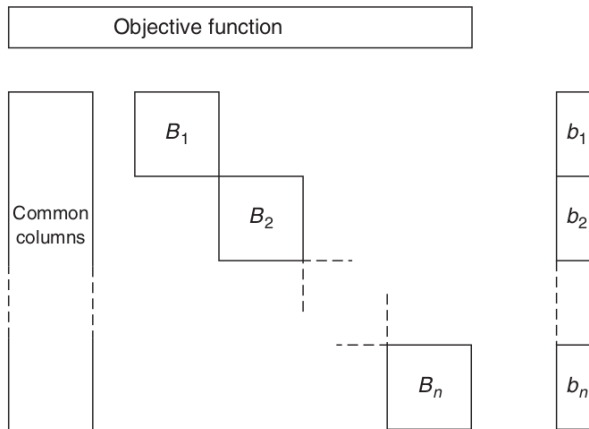 Objective function
B1
b1
Common
columns
B2
b2
Bn
bn